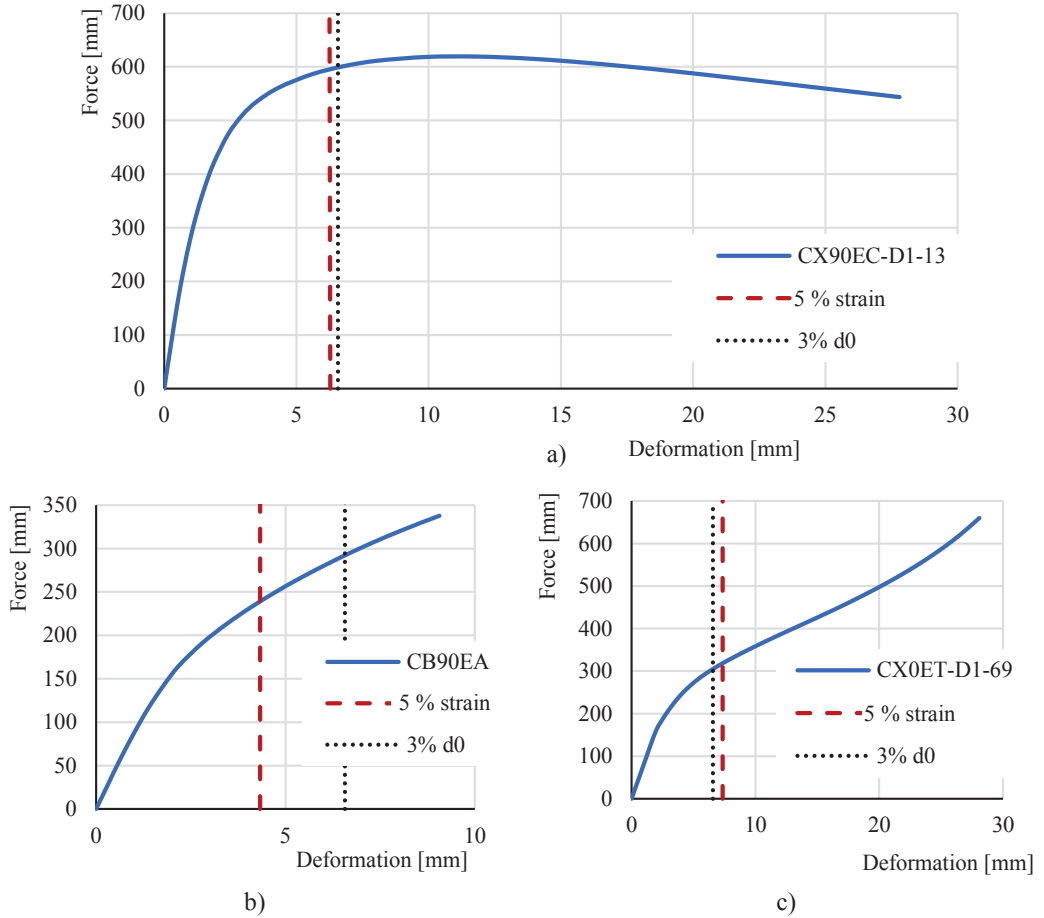 700
600
500
400
300
200
100
0
Force [mm]
0 5 10 15 20 25 30
Deformation [mm]
CX90EC-D1-13
5 % strain
3% d0
a)
350
300
250
200
150
100
50
0
Force [mm]
0 5 10
Deformation [mm]
CB90EA
5 % strain
3% d0
b)
700
600
500
400
300
200
100
0
Force [mm]
0 10 20 30
Deformation [mm]
CX0ET-D1-69
5 % strain
3% d0
c)